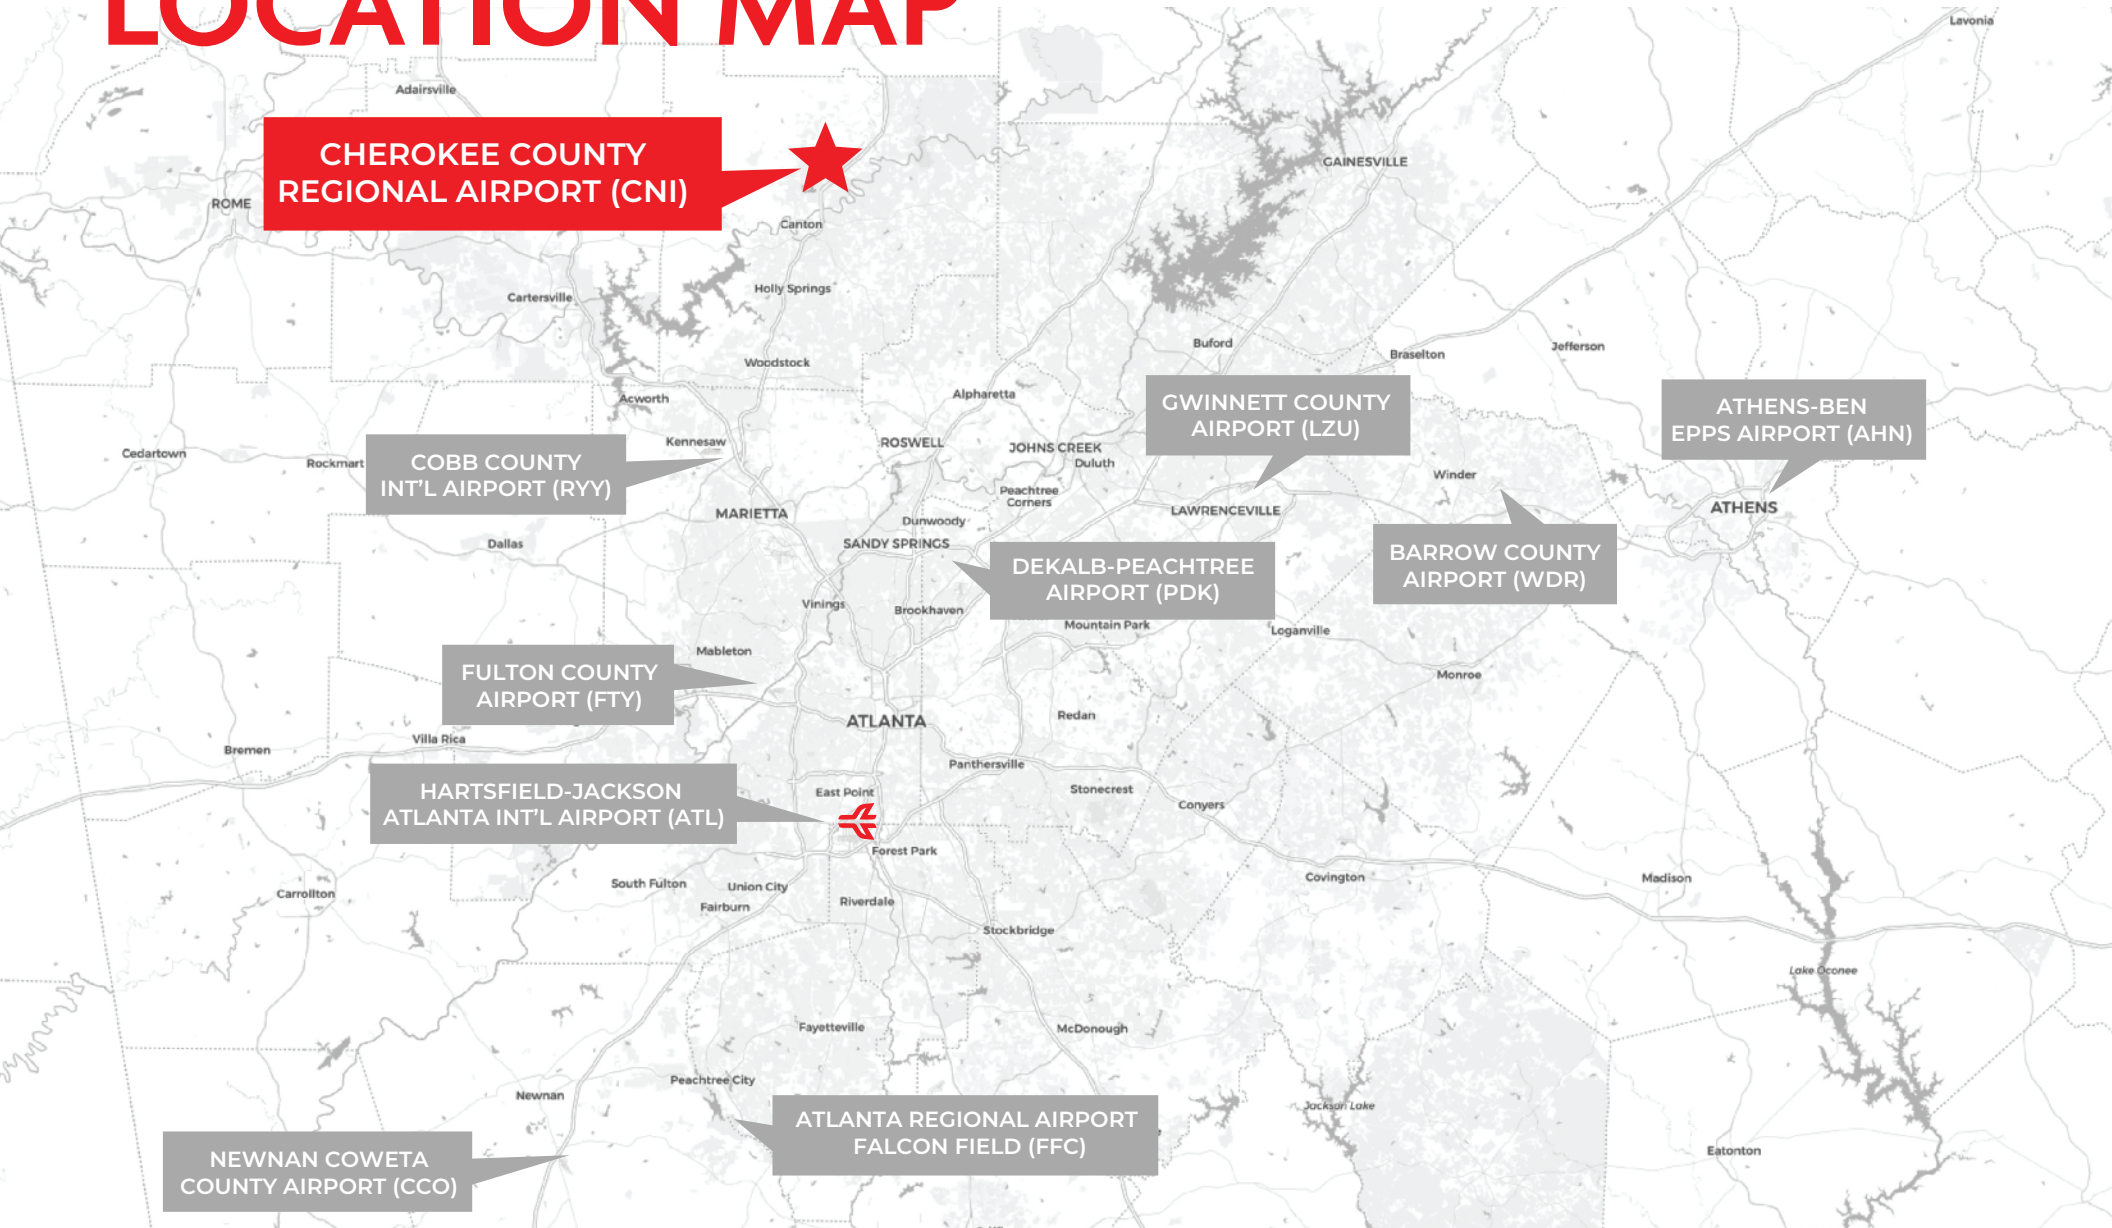 LOCATION MAP
Lavonia
Adairsville
CHEROKEE COUNTY
REGIONAL AIRPORT (CNI)
GAINESVILLE
ROME
Canton
Holly Springs
Cartersville
Buford
Braselton
Jefferson
Woodstock
Alpharetta
Acworth
GWINNETT COUNTY
AIRPORT (LZU)
ATHENS-BEN
EPPS AIRPORT (AHN)
Kennesaw
ROSWELL
JOHNS CREEK
Duluth
Cedartown
Rockmart
COBB COUNTY
INT'L AIRPORT (RYY)
Winder
Peachtree
Corners
MARIETTA
Dunwoody
LAWRENCEVILLE
ATHENS
Dallas
SANDY SPRINGS
DEKALB-PEACHTREE
AIRPORT (PDK)
BARROW COUNTY
AIRPORT (WDR)
Vinings
Brookhaven
Mountain Park
Loganville
Mableton
FULTON COUNTY
AIRPORT (FTY)
Monroe
ATLANTA
Redan
Villa Rica
Bremen
Panthersville
HARTSFIELD-JACKSON
ATLANTA INT'L AIRPORT (ATL)
East Point
Stonecrest
Conyers
Forest Park
South Fulton
Union City
Covington
Madison
Carrollton
Fairburn
Riverdale
Stockbridge
Lake Oconee
Fayetteville
McDonough
Peachtree City
Newnan
Jackson Lake
ATLANTA REGIONAL AIRPORT
FALCON FIELD (FFC)
Eatonton
NEWNAN COWETA
COUNTY AIRPORT (CCO)